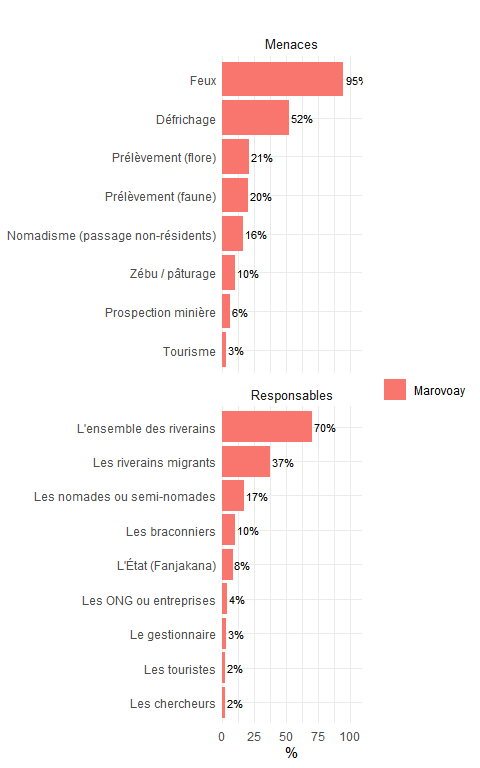 Menaces
Feux 95%
Défrichage 52%
Prélèvement (flore) 21%
Prélèvement (faune) 20%
Nomadisme (passage non-résidents) 16%
Zébu / pâturage 10%
Prospection minière 6%
Tourisme 3%
Marovoay
Responsables
L'ensemble des riverains 70%
Les riverains migrants 37%
Les nomades ou semi-nomades 17%
Les braconniers 10%
L'État (Fanjakana) 8%
Les ONG ou entreprises 4%
Le gestionnaire 3%
Les touristes 2%
Les chercheurs 2%
0 25 50 75 100
%